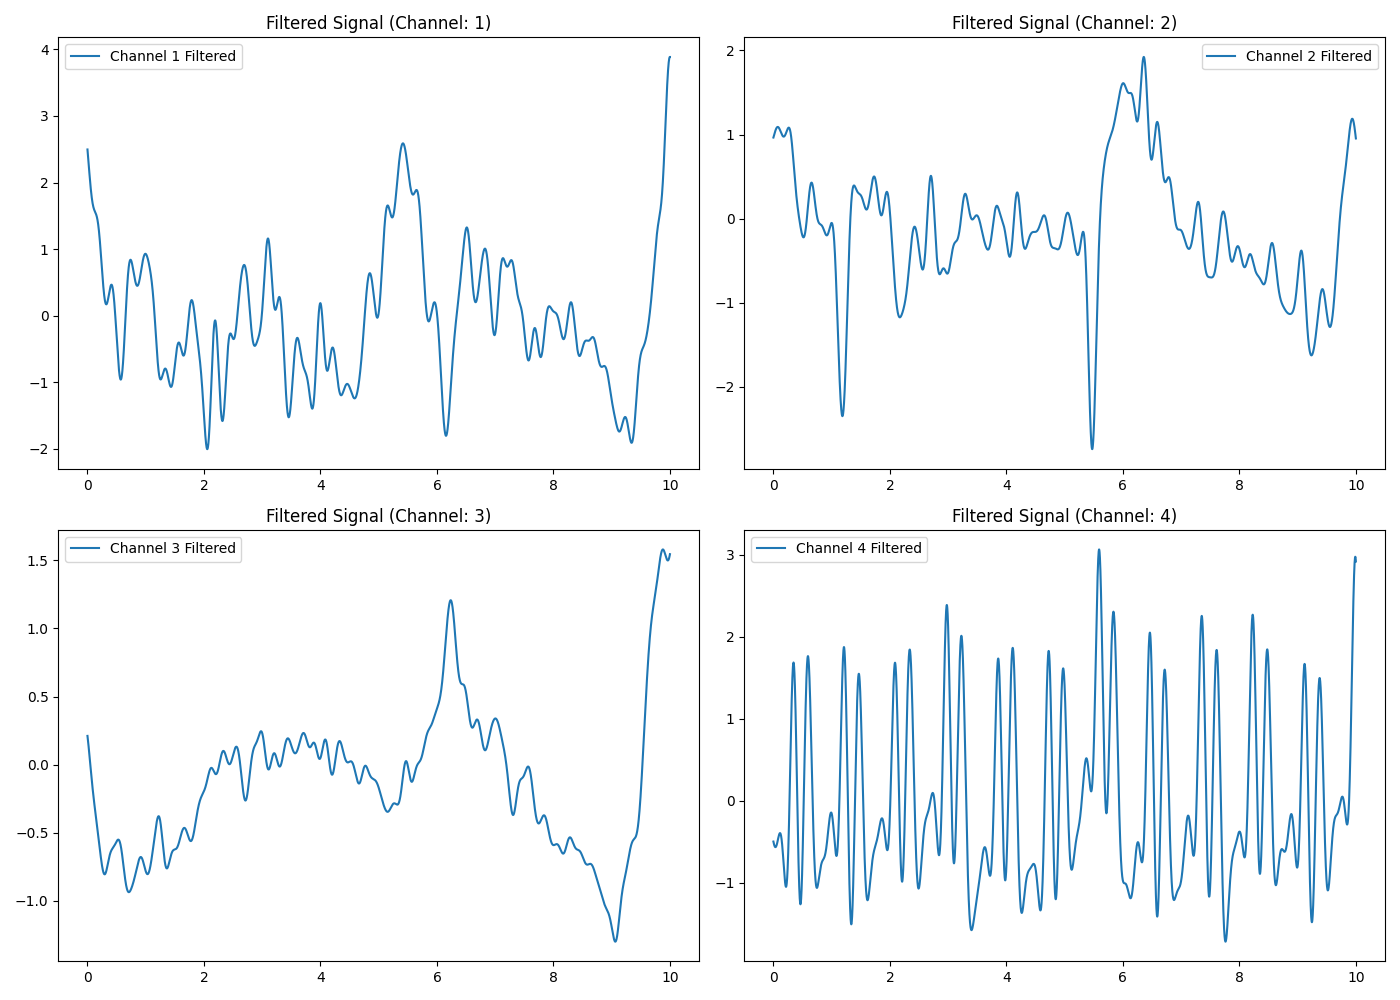 Filtered Signal (Channel: 1)
Channel 1 Filtered
4
3
2
1
0
−1
−2
0 2 4 6 8 10
Filtered Signal (Channel: 2)
Channel 2 Filtered
2
1
0
−1
−2
0 2 4 6 8 10
Filtered Signal (Channel: 3)
Channel 3 Filtered
1.5
1.0
0.5
0.0
−0.5
−1.0
0 2 4 6 8 10
Filtered Signal (Channel: 4)
Channel 4 Filtered
3
2
1
0
−1
0 2 4 6 8 10